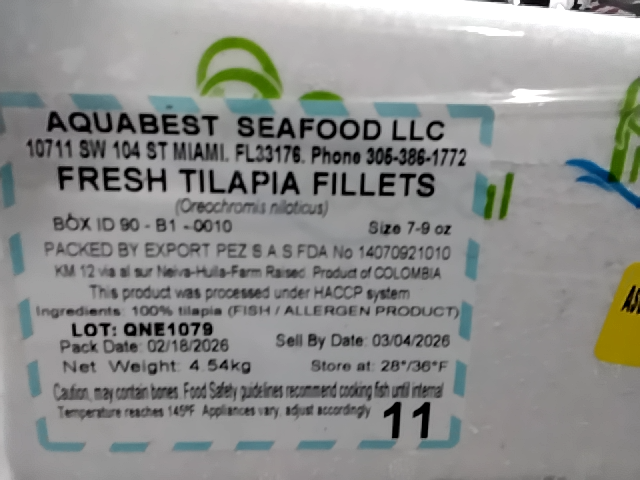 AQUABEST SEAFOOD LLC
10711 SW 104 ST MIAMI. FL33176. Phone 305-386-1772
FRESH TILAPIA FILLETS
(Oreochromis niloticus)
BOX ID 90 - B1 - 0010 Size 7-9 oz
PACKED BY EXPORT PEZ S.A.S.FDA No 14070921010
KM 12 via al sur Neiva-Huila-Farm Raised. Product of COLOMBIA
This product was processed under HACCP system
Ingredients: 100% tilapia (FISH / ALLERGEN PRODUCT)
LOT: QNE1079
Pack Date: 02/18/2026 Sell By Date: 03/04/2026
Net Weight: 4.54kg Store at: 28°/36°F
Caution, may contain bones. Food Safety guidelines recommend cooking fish until internal
Temperature reaches 145ºF. Appliances vary, adjust accordingly
11